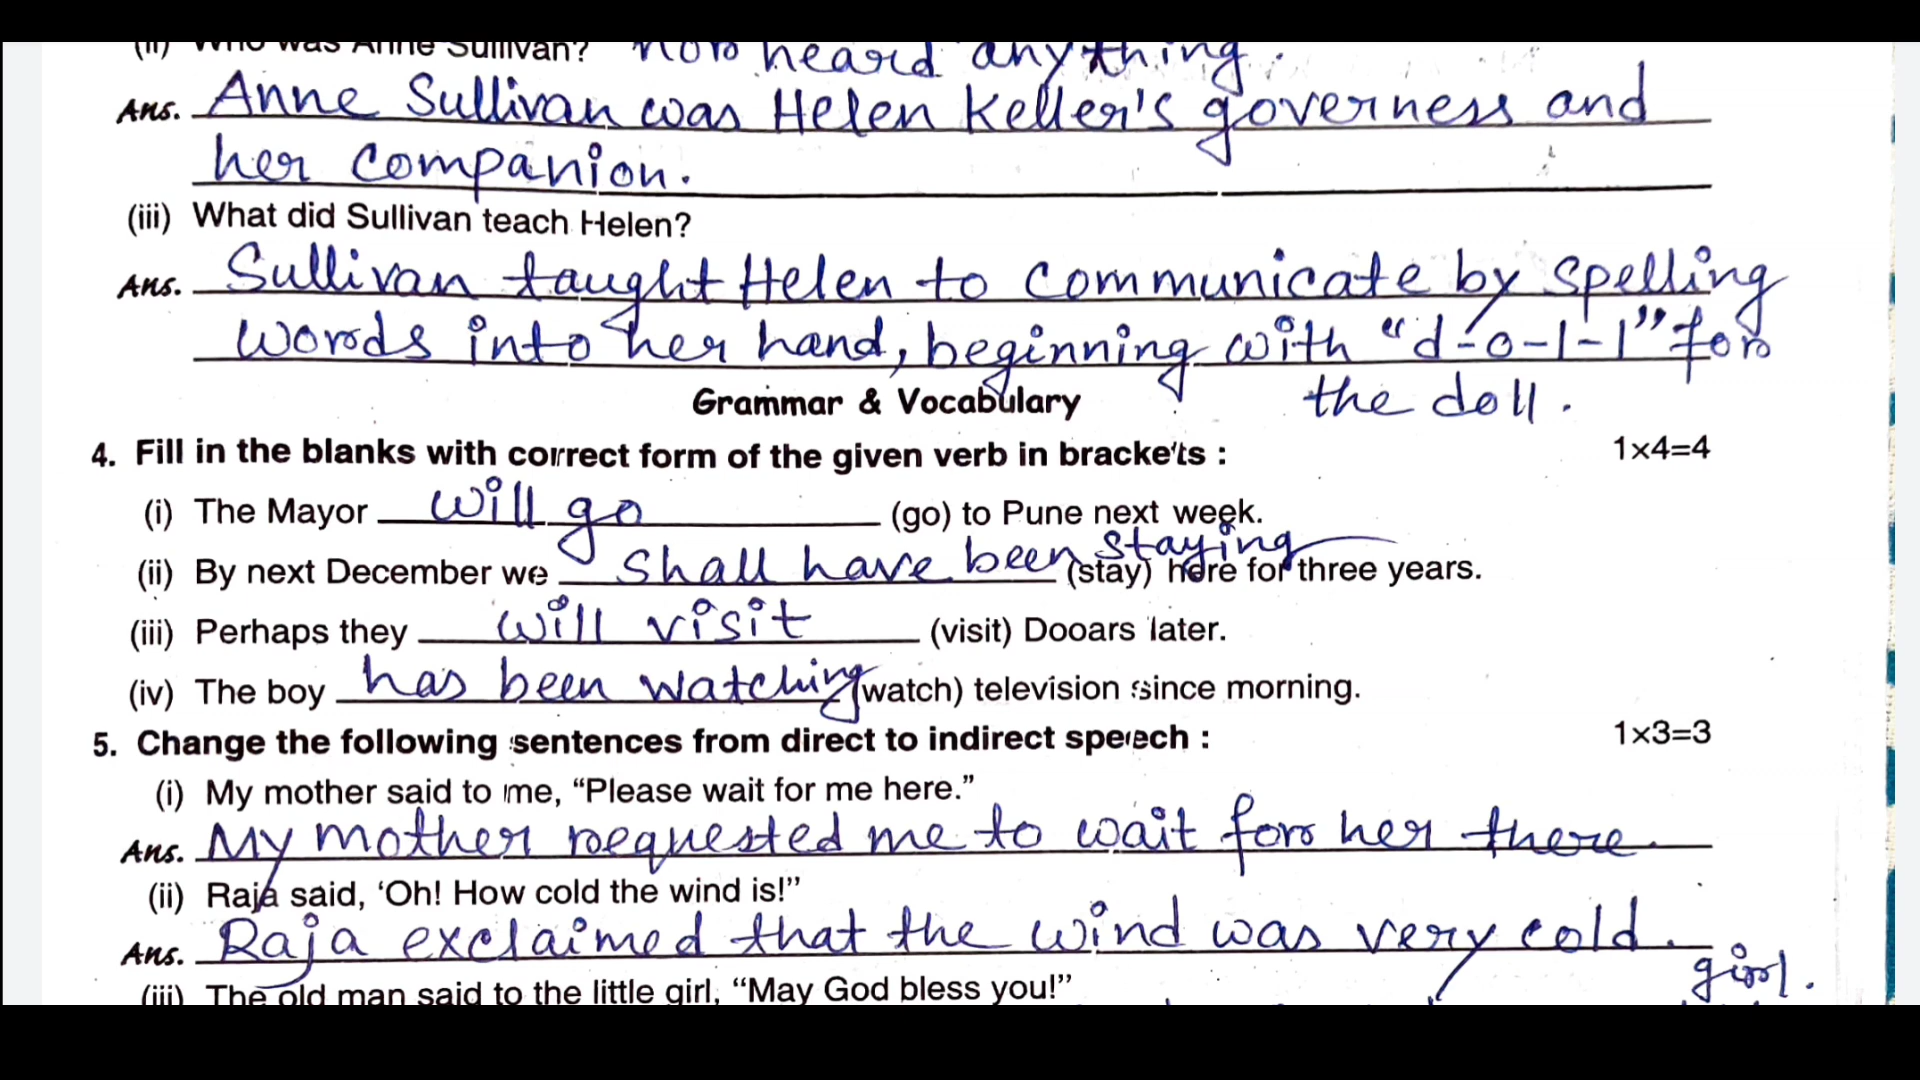 (ii) Who was Anne Sullivan? nor heard anything.
Ans. Anne Sullivan was Helen Keller's governess and
her companion.
(iii) What did Sullivan teach Helen?
Ans. Sullivan taught Helen to communicate by spelling
words into her hand, beginning with "d-o-l-l" for
the doll.
Grammar & Vocabulary
4. Fill in the blanks with correct form of the given verb in brackets : 1×4=4
(i) The Mayor will go (go) to Pune next week.
(ii) By next December we shall have been staying (stay) here for three years.
(iii) Perhaps they will visit (visit) Dooars later.
(iv) The boy has been watching (watch) television since morning.
5. Change the following sentences from direct to indirect speech : 1×3=3
(i) My mother said to me, “Please wait for me here.”
Ans. My mother requested me to wait for her there.
(ii) Raja said, ‘Oh! How cold the wind is!”
Ans. Raja exclaimed that the wind was very cold.
girl.
(iii) The old man said to the little girl, “May God bless you!”